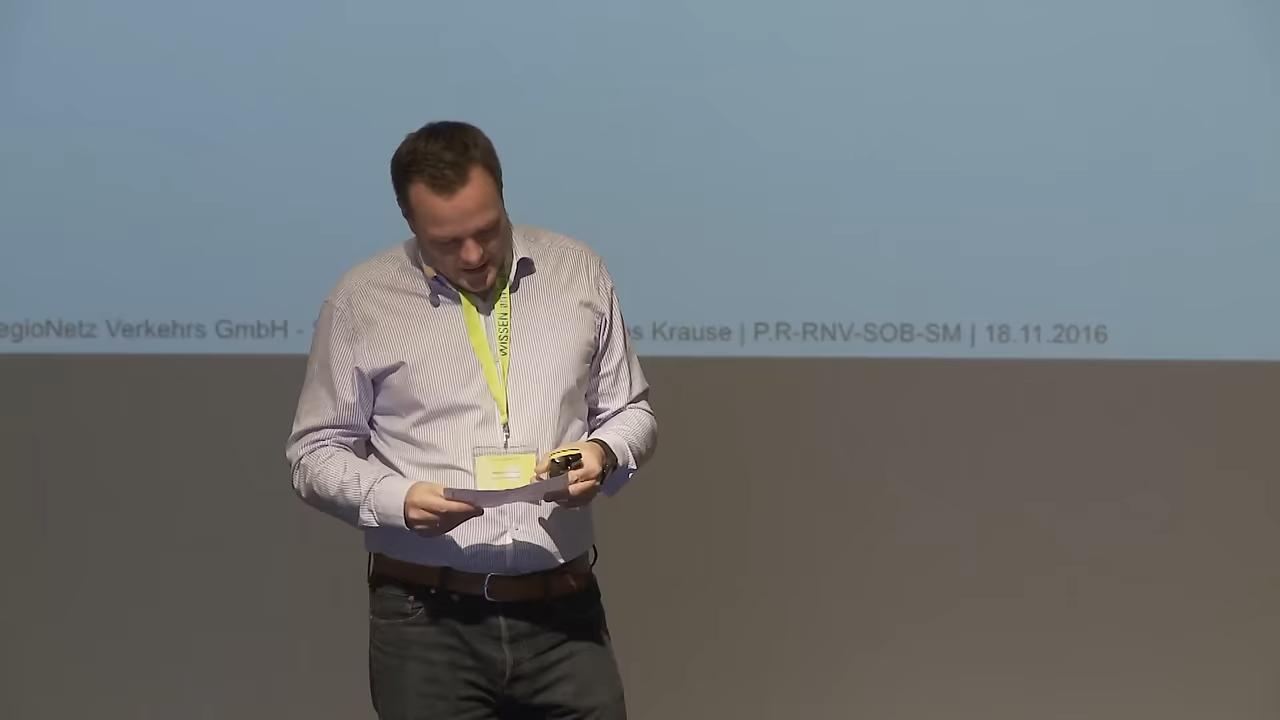 egioNetz Verkehrs GmbH - s Krause | P.R-RNV-SOB-SM | 18.11.2016
WISSEN